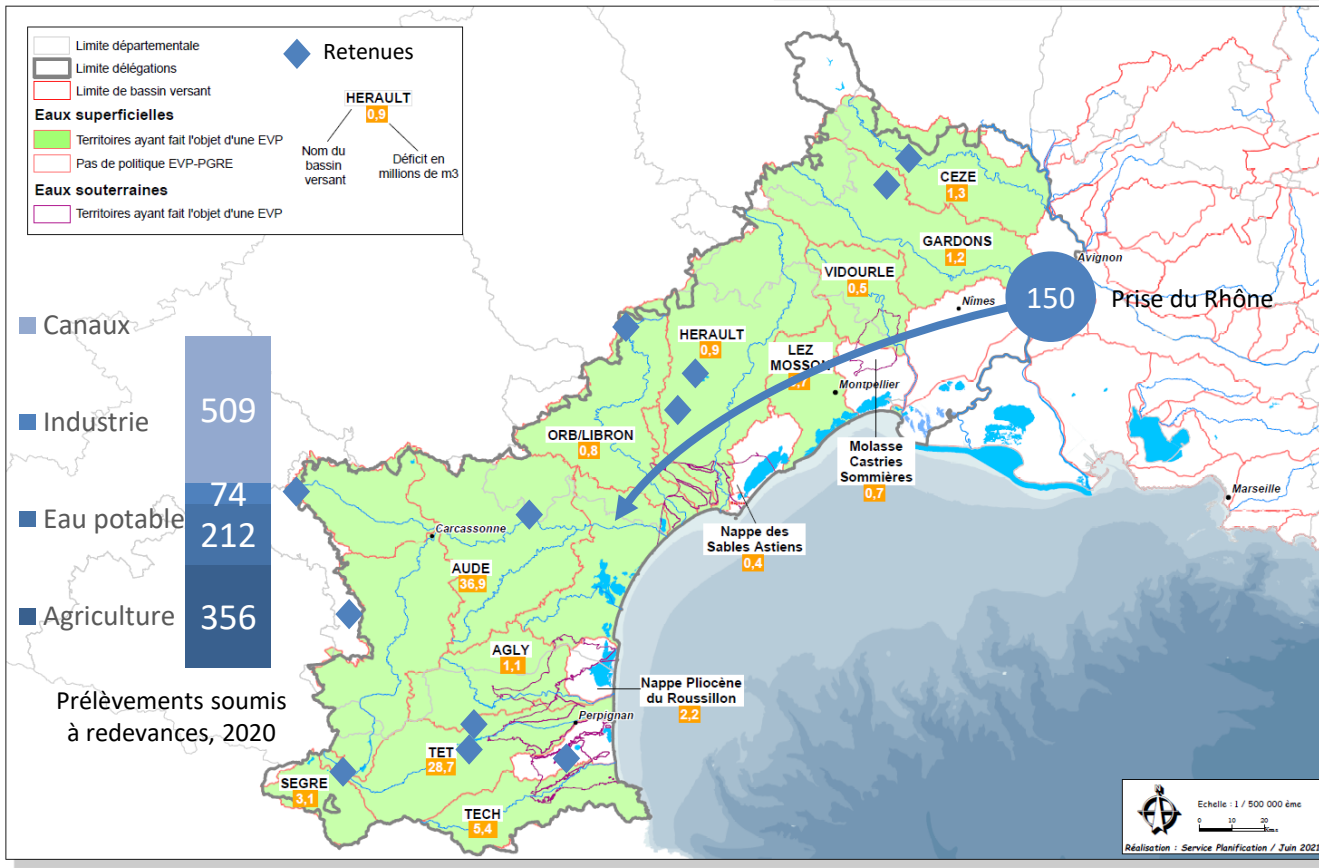 Limite départementale
Limite délégations
Limite de bassin versant
Eaux superficielles
Territoires ayant fait l'objet d'une EVP
Pas de politique EVP-PGRE
Eaux souterraines
Territoires ayant fait l'objet d'une EVP
Retenues
HERAULT
0,9
Nom du
bassin
versant
Déficit en
millions de m3
CEZE
1,3
GARDONS
1,2
Avignon
VIDOURLE
0,5
Nîmes
150
Prise du Rhône
HERAULT
0,9
LEZ
MOSSON
Montpellier
ORB/LIBRON
0,8
Molasse
Castries
Sommières
0,7
Marseille
Nappe des
Sables Astiens
0,4
Carcassonne
AUDE
36,9
AGLY
1,1
Nappe Pliocène
du Roussillon
2,2
Perpignan
TET
28,7
SEGRE
3,1
TECH
5,4
Canaux
Industrie
Eau potable
Agriculture
509
74
212
356
Prélèvements soumis
à redevances, 2020
Echelle : 1 / 500 000 ème
0 10 20
Kms
Réalisation : Service Planification / Juin 2021